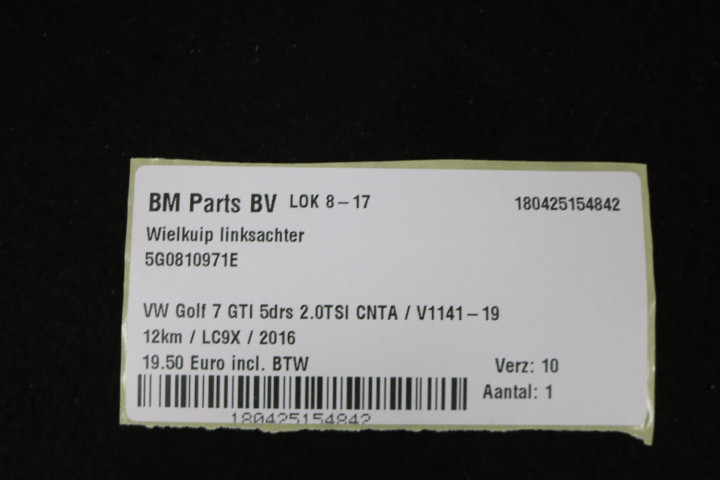 BM Parts BV LOK 8-17 180425154842
Wielkuip linksachter
5G0810971E
VW Golf 7 GTI 5drs 2.0TSI CNTA / V1141-19
12km / LC9X / 2016
19.50 Euro incl. BTW Verz: 10
Aantal: 1
180425154842